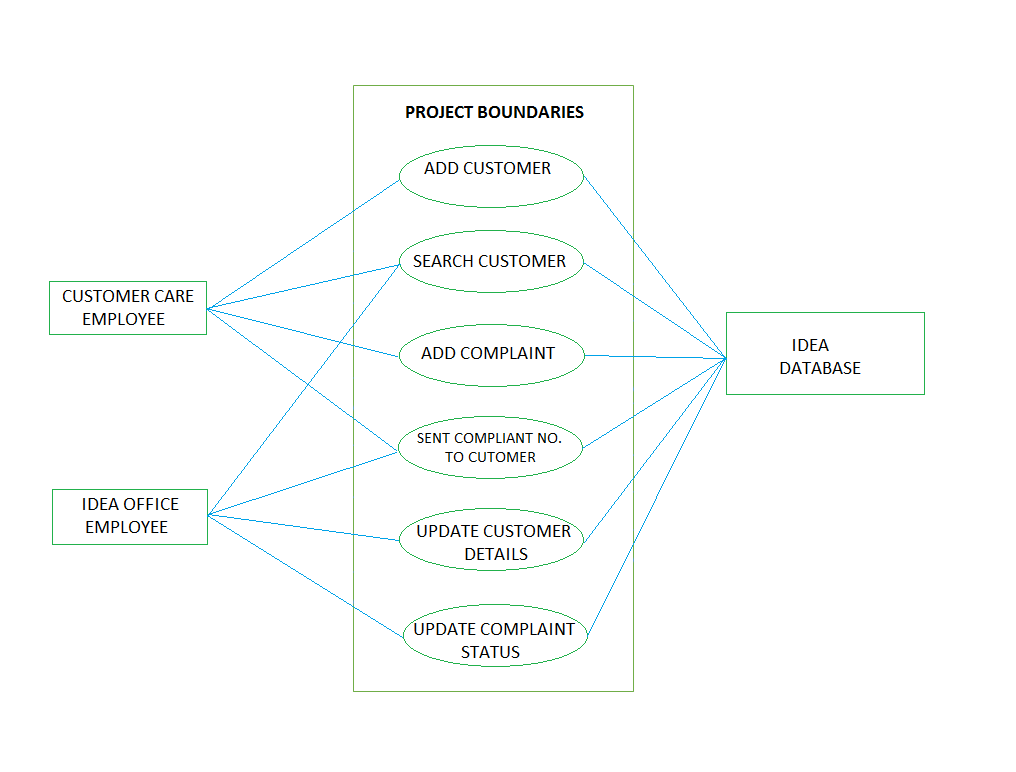 PROJECT BOUNDARIES
ADD CUSTOMER
SEARCH CUSTOMER
CUSTOMER CARE
EMPLOYEE
ADD COMPLAINT
IDEA
DATABASE
SENT COMPLIANT NO.
TO CUTOMER
IDEA OFFICE
EMPLOYEE
UPDATE CUSTOMER
DETAILS
UPDATE COMPLAINT
STATUS